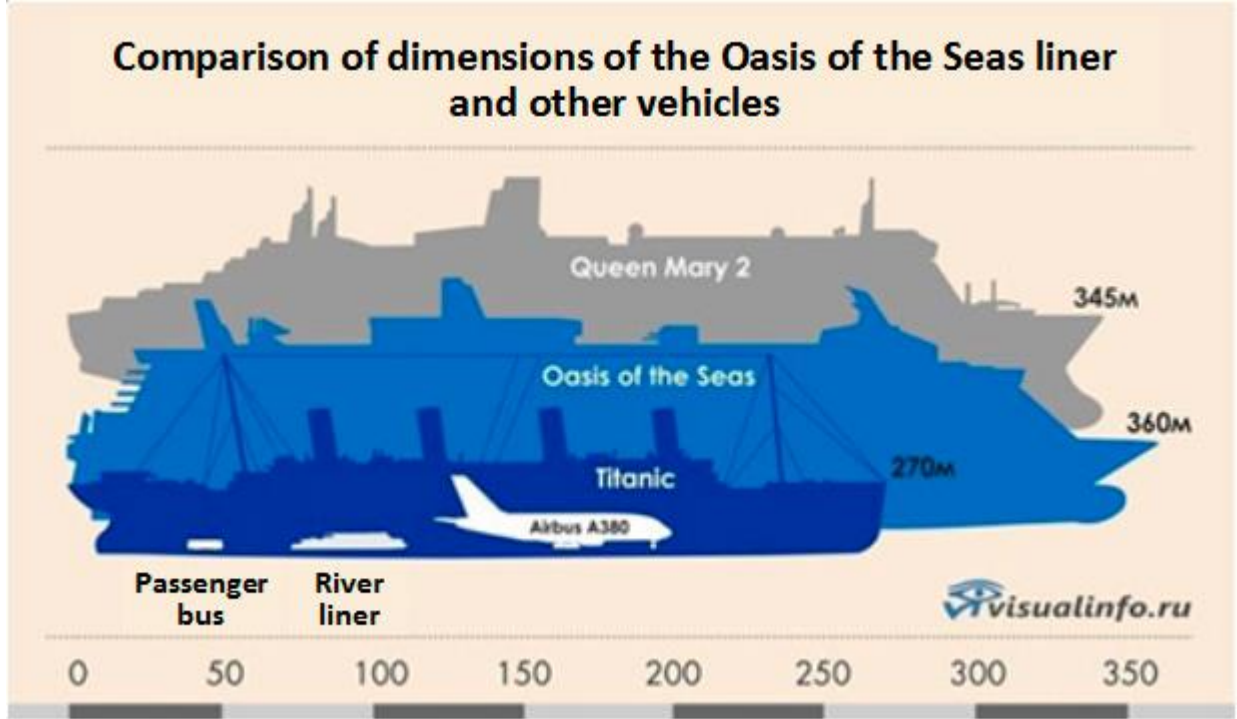 Comparison of dimensions of the Oasis of the Seas liner
and other vehicles
Queen Mary 2
345м
Oasis of the Seas
360м
Titanic
270м
Airbus A380
Passenger
bus
River
liner
visualinfo.ru
0 50 100 150 200 250 300 350